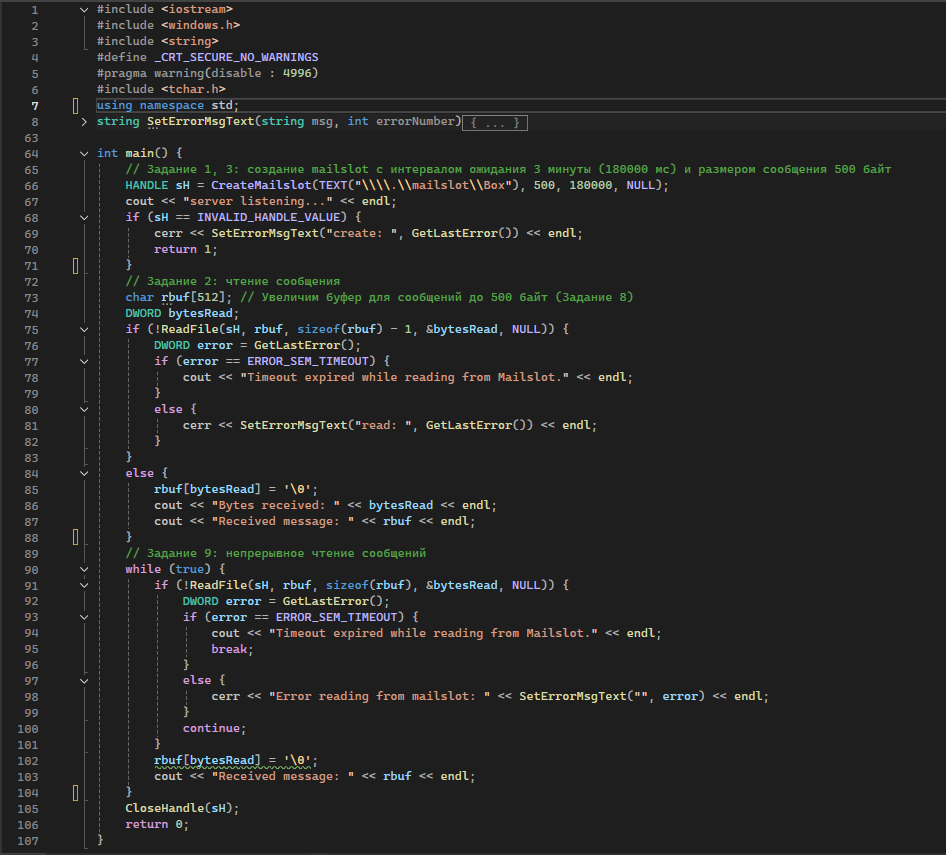 1 #include <iostream>
2 #include <windows.h>
3 #include <string>
4 #define _CRT_SECURE_NO_WARNINGS
5 #pragma warning(disable : 4996)
6 #include <tchar.h>
7 using namespace std;
8 string SetErrorMsgText(string msg, int errorNumber){ ... }
63
64 int main() {
65 // Задание 1, 3: создание mailslot с интервалом ожидания 3 минуты (180000 мс) и размером сообщения 500 байт
66 HANDLE sH = CreateMailslot(TEXT("\\\\.\\mailslot\\Box"), 500, 180000, NULL);
67 cout << "server listening..." << endl;
68 if (sH == INVALID_HANDLE_VALUE) {
69 cerr << SetErrorMsgText("create: ", GetLastError()) << endl;
70 return 1;
71 }
72 // Задание 2: чтение сообщения
73 char rbuf[512]; // Увеличим буфер для сообщений до 500 байт (Задание 8)
74 DWORD bytesRead;
75 if (!ReadFile(sH, rbuf, sizeof(rbuf) - 1, &bytesRead, NULL)) {
76 DWORD error = GetLastError();
77 if (error == ERROR_SEM_TIMEOUT) {
78 cout << "Timeout expired while reading from Mailslot." << endl;
79 }
80 else {
81 cerr << SetErrorMsgText("read: ", GetLastError()) << endl;
82 }
83 }
84 else {
85 rbuf[bytesRead] = '\0';
86 cout << "Bytes received: " << bytesRead << endl;
87 cout << "Received message: " << rbuf << endl;
88 }
89 // Задание 9: непрерывное чтение сообщений
90 while (true) {
91 if (!ReadFile(sH, rbuf, sizeof(rbuf), &bytesRead, NULL)) {
92 DWORD error = GetLastError();
93 if (error == ERROR_SEM_TIMEOUT) {
94 cout << "Timeout expired while reading from Mailslot." << endl;
95 break;
96 }
97 else {
98 cerr << "Error reading from mailslot: " << SetErrorMsgText("", error) << endl;
99 }
100 continue;
101 }
102 rbuf[bytesRead] = '\0';
103 cout << "Received message: " << rbuf << endl;
104 }
105 CloseHandle(sH);
106 return 0;
107 }